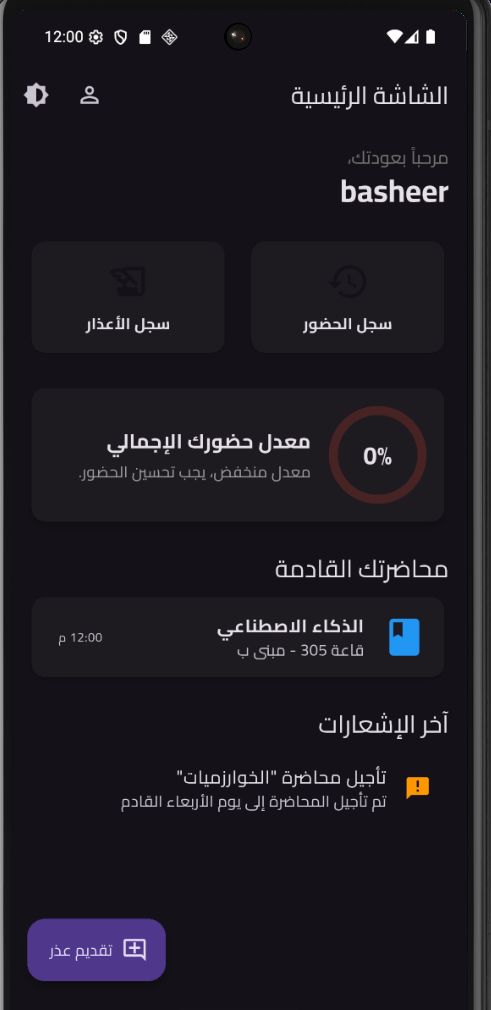 12:00
الشاشة الرئيسية
مرحباً بعودتك،
basheer
سجل الحضور
سجل الأعذار
0%
معدل حضورك الإجمالي
معدل منخفض، يجب تحسين الحضور.
محاضرتك القادمة
الذكاء الاصطناعي
قاعة 305 - مبنى ب
12:00 م
آخر الإشعارات
تأجيل محاضرة "الخوارزميات"
تم تأجيل المحاضرة إلى يوم الأربعاء القادم
تقديم عذر